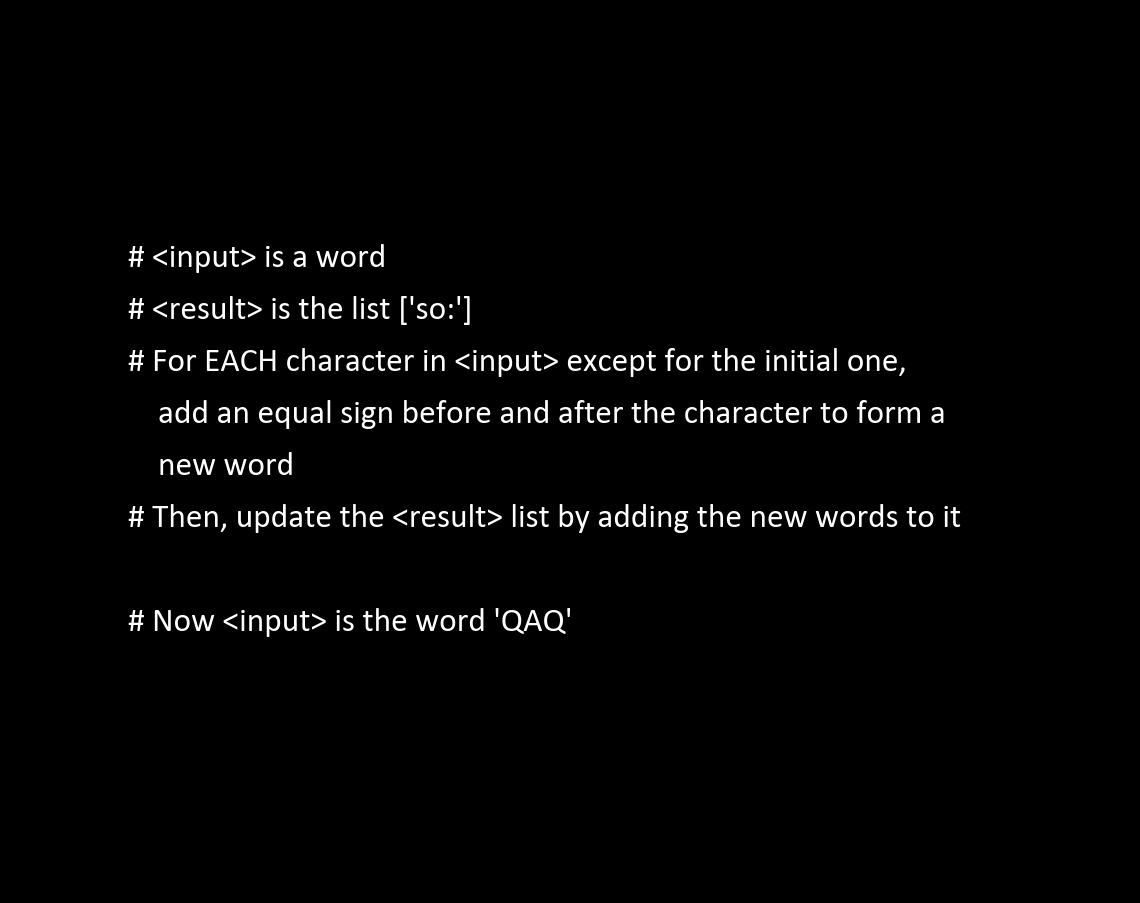 # <input> is a word
# <result> is the list ['so:']
# For EACH character in <input> except for the initial one,
add an equal sign before and after the character to form a
new word
# Then, update the <result> list by adding the new words to it
# Now <input> is the word 'QAQ'